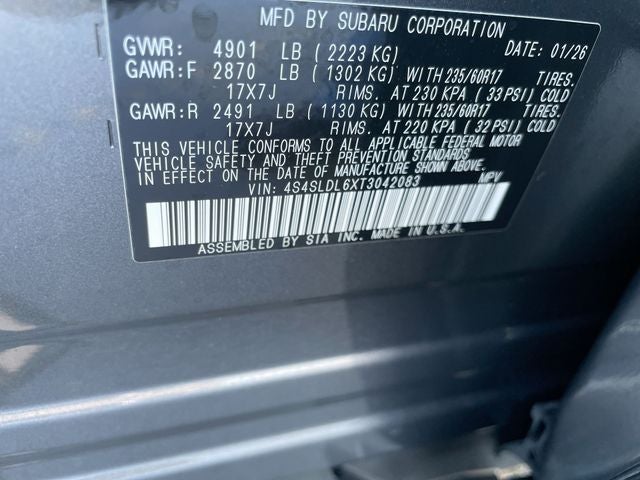 MFD BY SUBARU CORPORATION
GVWR: 4901 LB (2223 KG) DATE: 01/26
GAWR:F 2870 LB (1302 KG) WITH 235/60R17 TIRES.
17X7J RIMS. AT 230 KPA (33 PSI) COLD
GAWR:R 2491 LB (1130 KG) WITH 235/60R17 TIRES.
17X7J RIMS. AT 220 KPA (32 PSI) COLD
THIS VEHICLE CONFORMS TO ALL APPLICABLE FEDERAL MOTOR
VEHICLE SAFETY AND THEFT PREVENTION STANDARDS
IN EFFECT ON THE DATE OF MANUFACTURE SHOWN ABOVE.
VIN: 4S4SLDL6XT3042083 MPV
ASSEMBLED BY SIA INC. MADE IN U.S.A.